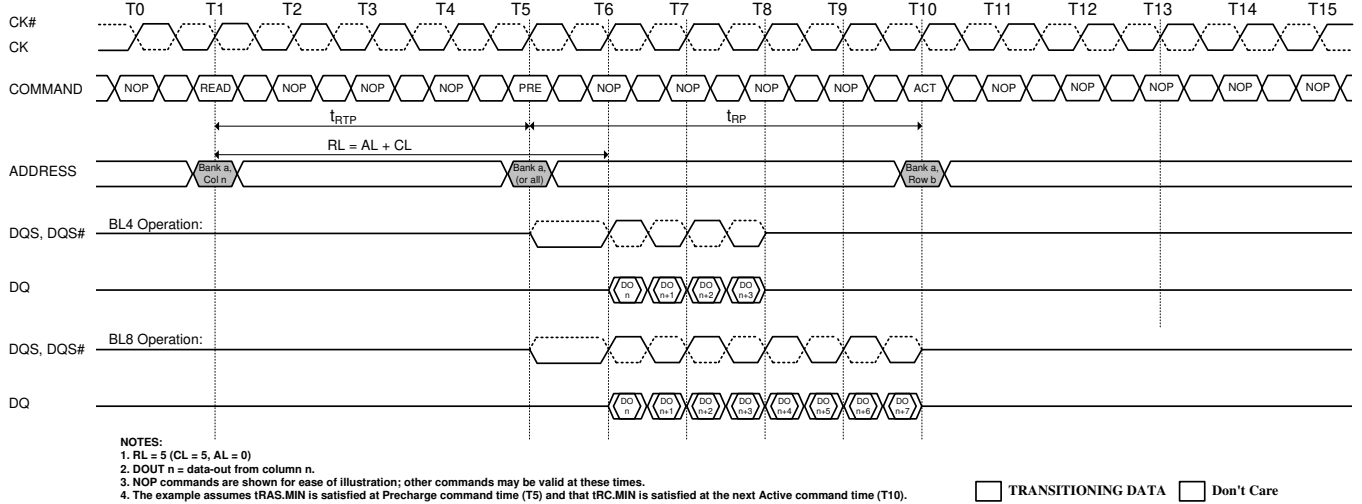 T0 T1 T2 T3 T4 T5 T6 T7 T8 T9 T10 T11 T12 T13 T14 T15
CK#
CK
COMMAND NOP READ NOP NOP NOP PRE NOP NOP NOP NOP ACT NOP NOP NOP NOP NOP
tRTP tRP
RL = AL + CL
ADDRESS
Bank a, Col n
Bank a, (or all)
Bank a, Row b
BL4 Operation:
DQS, DQS#
DQ DO n DO n+1 DO n+2 DO n+3
BL8 Operation:
DQS, DQS#
DQ DO n DO n+1 DO n+2 DO n+3 DO n+4 DO n+5 DO n+6 DO n+7
NOTES:
1. RL = 5 (CL = 5, AL = 0)
2. DOUT n = data-out from column n.
3. NOP commands are shown for ease of illustration; other commands may be valid at these times.
4. The example assumes tRAS.MIN is satisfied at Precharge command time (T5) and that tRC.MIN is satisfied at the next Active command time (T10).
TRANSITIONING DATA Don't Care